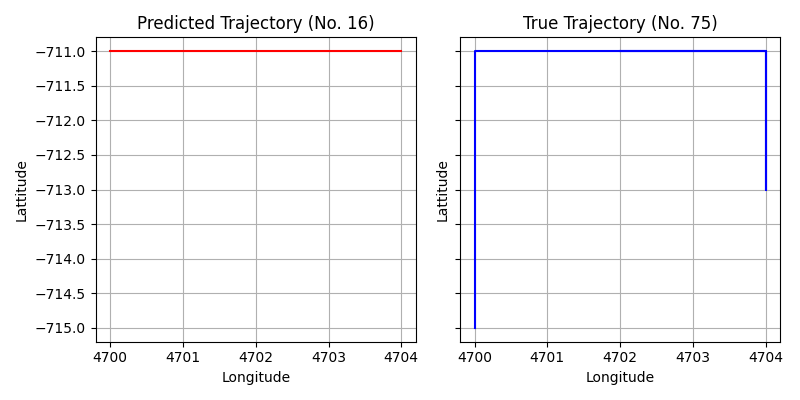 Predicted Trajectory (No. 16)
True Trajectory (No. 75)
−711.0
−711.5
−712.0
−712.5
−713.0
−713.5
−714.0
−714.5
−715.0
Lattitude
Lattitude
4700 4701 4702 4703 4704
4700 4701 4702 4703 4704
Longitude
Longitude